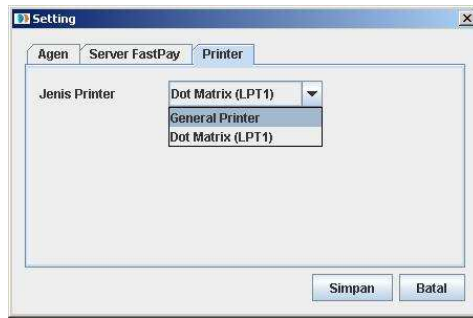 Setting
Agen Server FastPay Printer
Jenis Printer Dot Matrix (LPT1)
General Printer
Dot Matrix (LPT1)
Simpan Batal